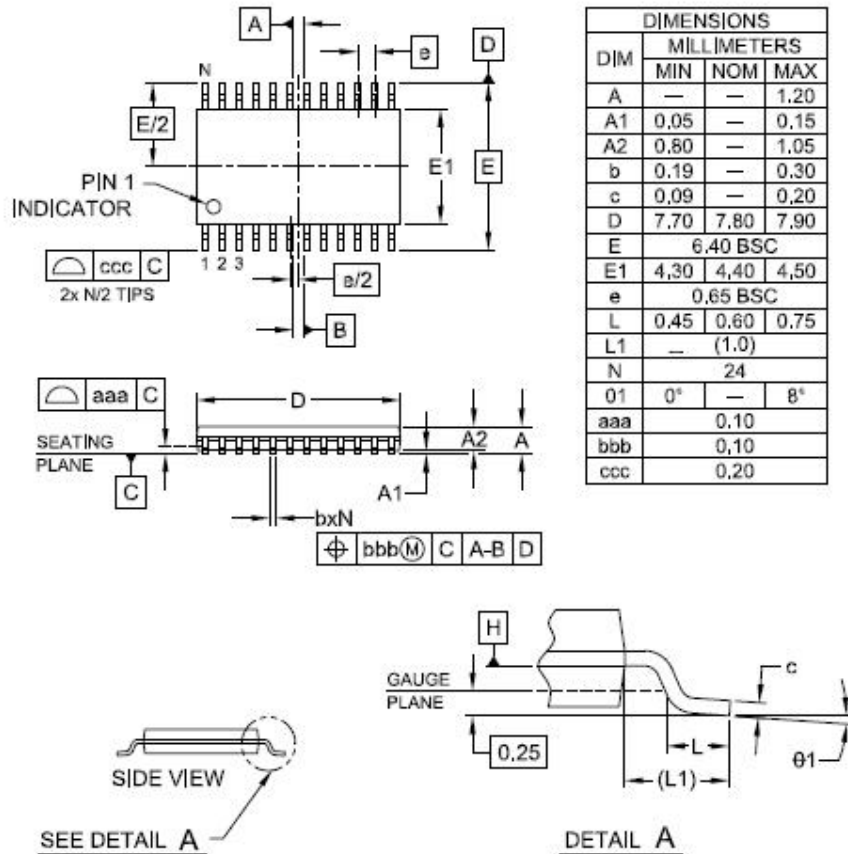 A
e
D
N
E/2
E1
E
PIN 1
INDICATOR
ccc C
1 2 3
e/2
2x N/2 TIPS
B
aaa C
D
SEATING
PLANE
A2 A
C
A1
bxN
bbbⓂ C A-B D
DIMENSIONS
DIM MILLIMETERS
MIN NOM MAX
A — — 1.20
A1 0.05 — 0.15
A2 0.80 — 1.05
b 0.19 — 0.30
c 0.09 — 0.20
D 7.70 7.80 7.90
E 6.40 BSC
E1 4.30 4.40 4.50
e 0.65 BSC
L 0.45 0.60 0.75
L1 — (1.0)
N 24
01 0° — 8°
aaa 0.10
bbb 0.10
ccc 0.20
SIDE VIEW
SEE DETAIL A
H
GAUGE
PLANE
c
0.25
L
(L1)
θ1
DETAIL A